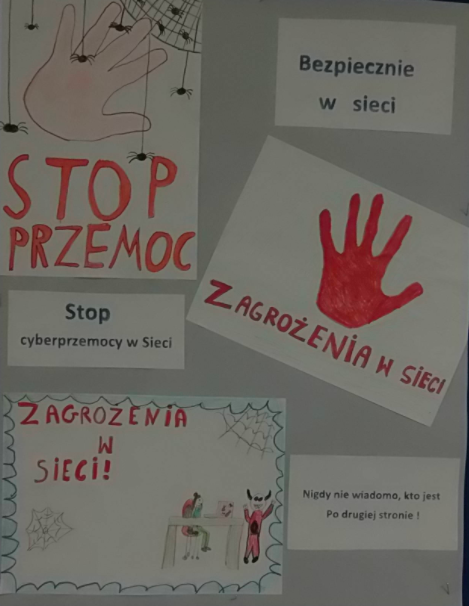 STOP
PRZEMOC
Bezpiecznie
w sieci
ZAGROŻENIA W SIECI
Stop
cyberprzemocy w Sieci
ZAGROŻENIA
W
SIECI!
Nigdy nie wiadomo, kto jest
Po drugiej stronie !